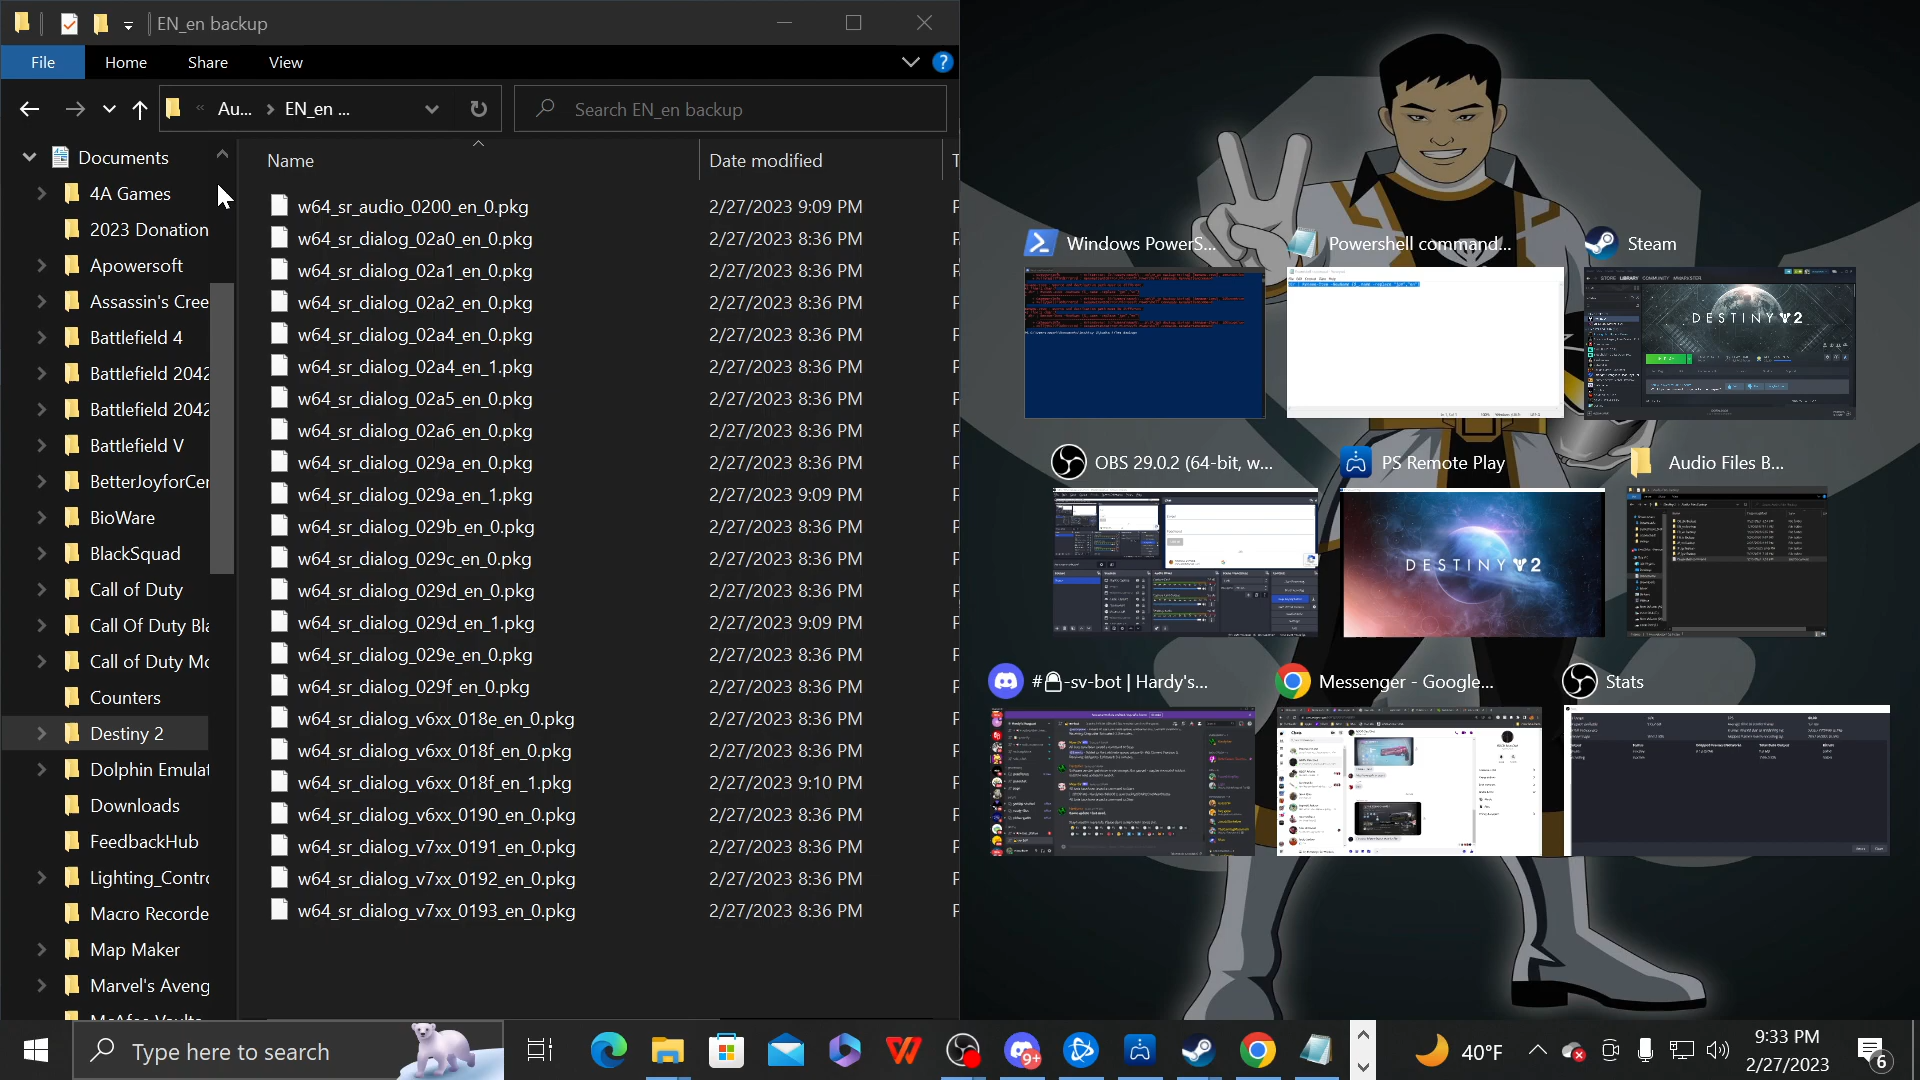 EN_en backup
File
Home
Share
View
Au...
EN_en ...
Search EN_en backup
Documents
4A Games
2023 Donation
Apowersoft
Assassin's Cree
Battlefield 4
Battlefield 2042
Battlefield 2042
Battlefield V
BetterJoyforCer
BioWare
BlackSquad
Call of Duty
Call Of Duty Bla
Call of Duty Mo
Counters
Destiny 2
Dolphin Emulat
Downloads
FeedbackHub
Lighting_Contro
Macro Recorde
Map Maker
Marvel's Aveng
Name
Date modified
w64_sr_audio_0200_en_0.pkg 2/27/2023 9:09 PM
w64_sr_dialog_02a0_en_0.pkg 2/27/2023 8:36 PM
w64_sr_dialog_02a1_en_0.pkg 2/27/2023 8:36 PM
w64_sr_dialog_02a2_en_0.pkg 2/27/2023 8:36 PM
w64_sr_dialog_02a4_en_0.pkg 2/27/2023 8:36 PM
w64_sr_dialog_02a4_en_1.pkg 2/27/2023 8:36 PM
w64_sr_dialog_02a5_en_0.pkg 2/27/2023 8:36 PM
w64_sr_dialog_02a6_en_0.pkg 2/27/2023 8:36 PM
w64_sr_dialog_029a_en_0.pkg 2/27/2023 8:36 PM
w64_sr_dialog_029a_en_1.pkg 2/27/2023 9:09 PM
w64_sr_dialog_029b_en_0.pkg 2/27/2023 8:36 PM
w64_sr_dialog_029c_en_0.pkg 2/27/2023 8:36 PM
w64_sr_dialog_029d_en_0.pkg 2/27/2023 8:36 PM
w64_sr_dialog_029d_en_1.pkg 2/27/2023 9:09 PM
w64_sr_dialog_029e_en_0.pkg 2/27/2023 8:36 PM
w64_sr_dialog_029f_en_0.pkg 2/27/2023 8:36 PM
w64_sr_dialog_v6xx_018e_en_0.pkg 2/27/2023 8:36 PM
w64_sr_dialog_v6xx_018f_en_0.pkg 2/27/2023 8:36 PM
w64_sr_dialog_v6xx_018f_en_1.pkg 2/27/2023 9:10 PM
w64_sr_dialog_v6xx_0190_en_0.pkg 2/27/2023 8:36 PM
w64_sr_dialog_v7xx_0191_en_0.pkg 2/27/2023 8:36 PM
w64_sr_dialog_v7xx_0192_en_0.pkg 2/27/2023 8:36 PM
w64_sr_dialog_v7xx_0193_en_0.pkg 2/27/2023 8:36 PM
Windows PowerS...
Powershell command...
Steam
DESTINY 2
OBS 29.0.2 (64-bit, w...
PS Remote Play
Audio Files B...
DESTINY 2
#-sv-bot | Hardy's...
Messenger - Google...
Stats
Type here to search
9+
40°F
9:33 PM
2/27/2023
6